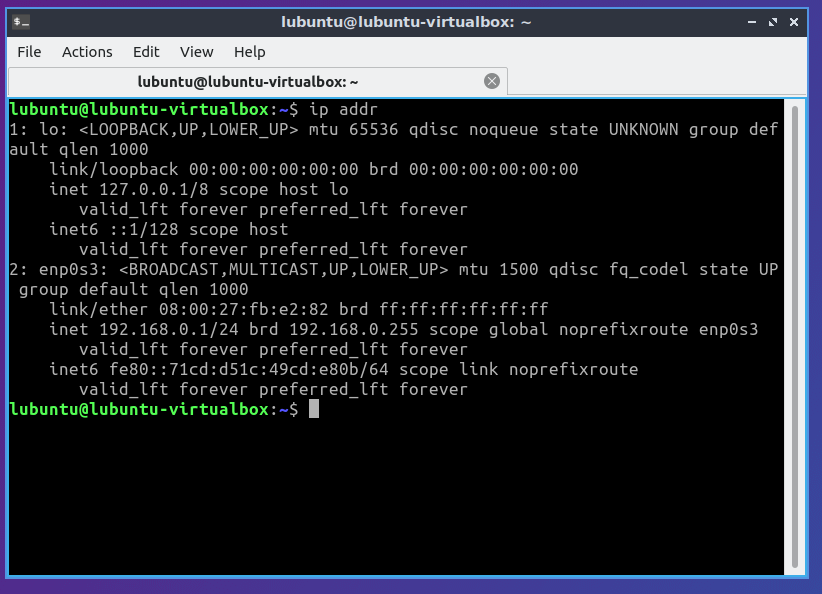 lubuntu@lubuntu-virtualbox: ~
File Actions Edit View Help
lubuntu@lubuntu-virtualbox: ~
lubuntu@lubuntu-virtualbox:~$ ip addr
1: lo: <LOOPBACK,UP,LOWER_UP> mtu 65536 qdisc noqueue state UNKNOWN group def
ault qlen 1000
    link/loopback 00:00:00:00:00:00 brd 00:00:00:00:00:00
    inet 127.0.0.1/8 scope host lo
       valid_lft forever preferred_lft forever
    inet6 ::1/128 scope host
       valid_lft forever preferred_lft forever
2: enp0s3: <BROADCAST,MULTICAST,UP,LOWER_UP> mtu 1500 qdisc fq_codel state UP
 group default qlen 1000
    link/ether 08:00:27:fb:e2:82 brd ff:ff:ff:ff:ff:ff
    inet 192.168.0.1/24 brd 192.168.0.255 scope global noprefixroute enp0s3
       valid_lft forever preferred_lft forever
    inet6 fe80::71cd:d51c:49cd:e80b/64 scope link noprefixroute
       valid_lft forever preferred_lft forever
lubuntu@lubuntu-virtualbox:~$